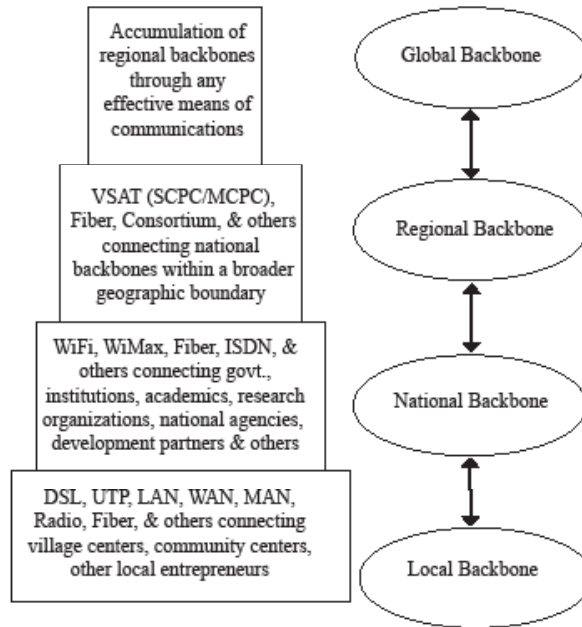 Accumulation of
regional backbones
through any
effective means of
communications
Global Backbone
VSAT (SCPC/MCPC),
Fiber, Consortium, & others
connecting national
backbones within a broader
geographic boundary
Regional Backbone
WiFi, WiMax, Fiber, ISDN, &
others connecting govt.,
institutions, academics, research
organizations, national agencies,
development partners & others
National Backbone
DSL, UTP, LAN, WAN, MAN,
Radio, Fiber, & others connecting
village centers, community centers,
other local entrepreneurs
Local Backbone